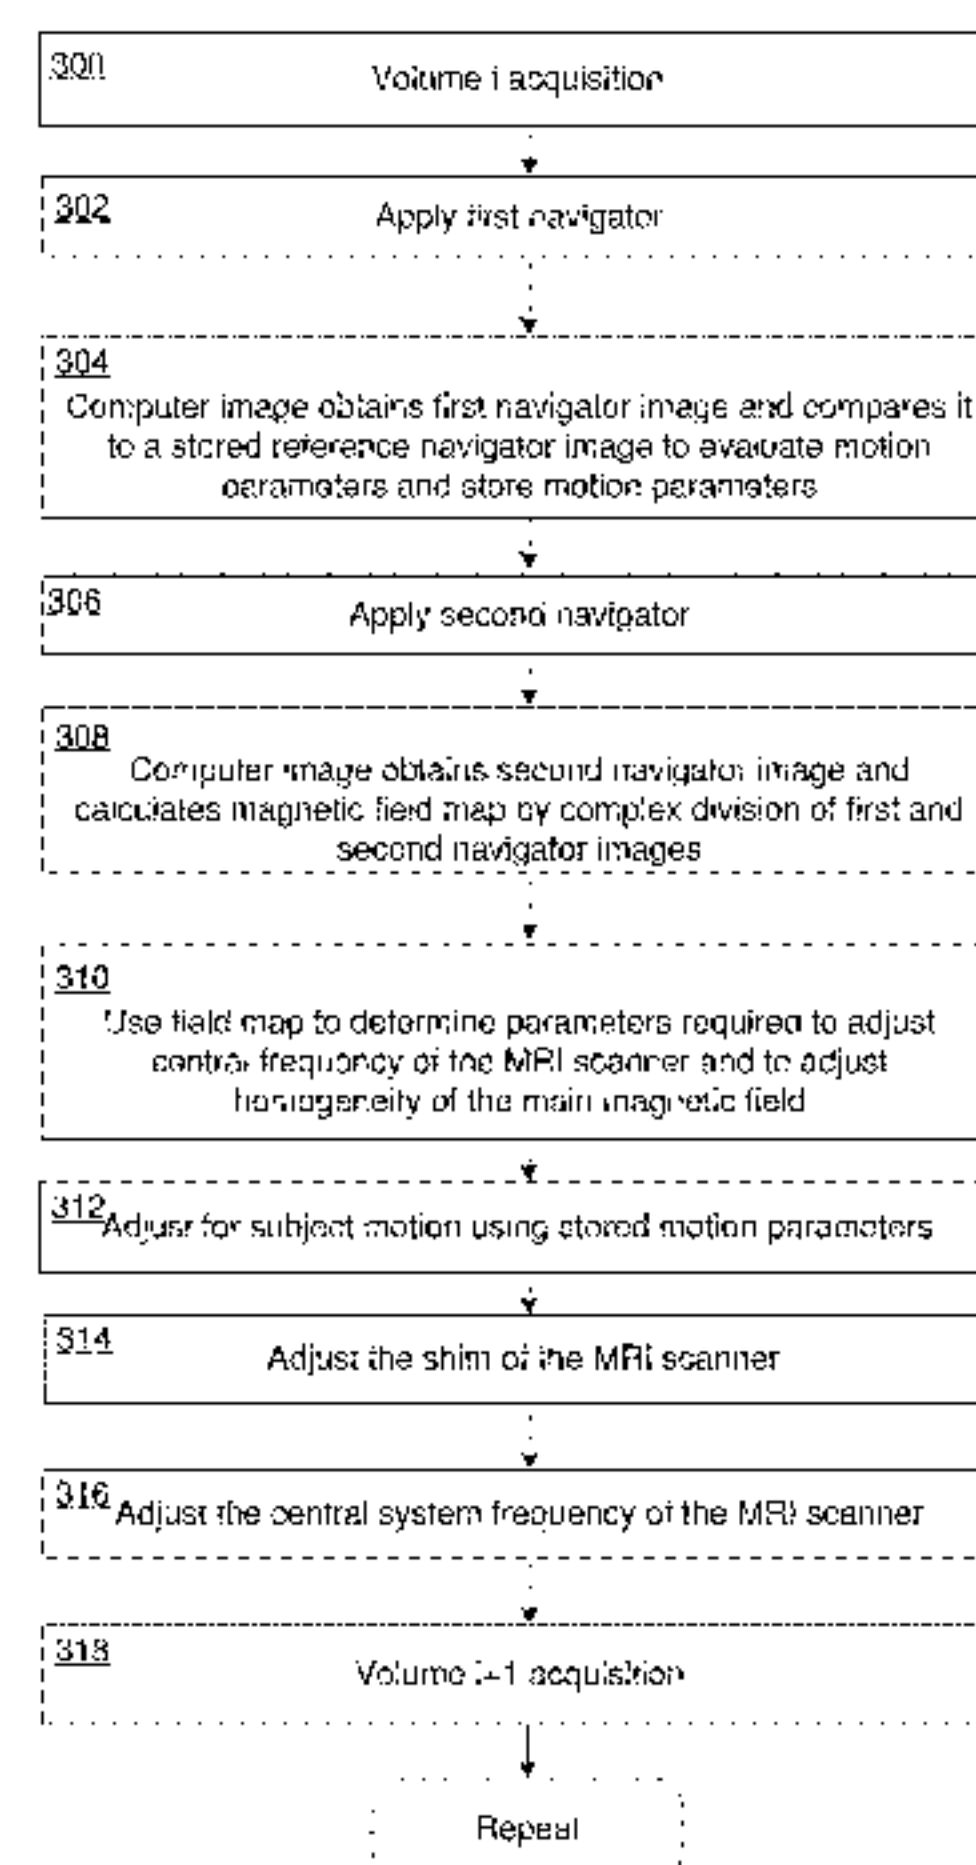 300
Volume i acquisition
302
Apply first navigator
304
Computer image obtains first navigator image and compares it
to a stored reference navigator image to evaluate motion
parameters and store motion parameters
306
Apply second navigator
308
Computer image obtains second navigator image and
calculates magnetic field map by complex division of first and
second navigator images
310
Use field map to determine parameters required to adjust
central frequency of the MRI scanner and to adjust
homogeneity of the main magnetic field
312
Adjust for subject motion using stored motion parameters
314
Adjust the shim of the MRI scanner
316
Adjust the central system frequency of the MRI scanner
318
Volume i+1 acquisition
Repeat